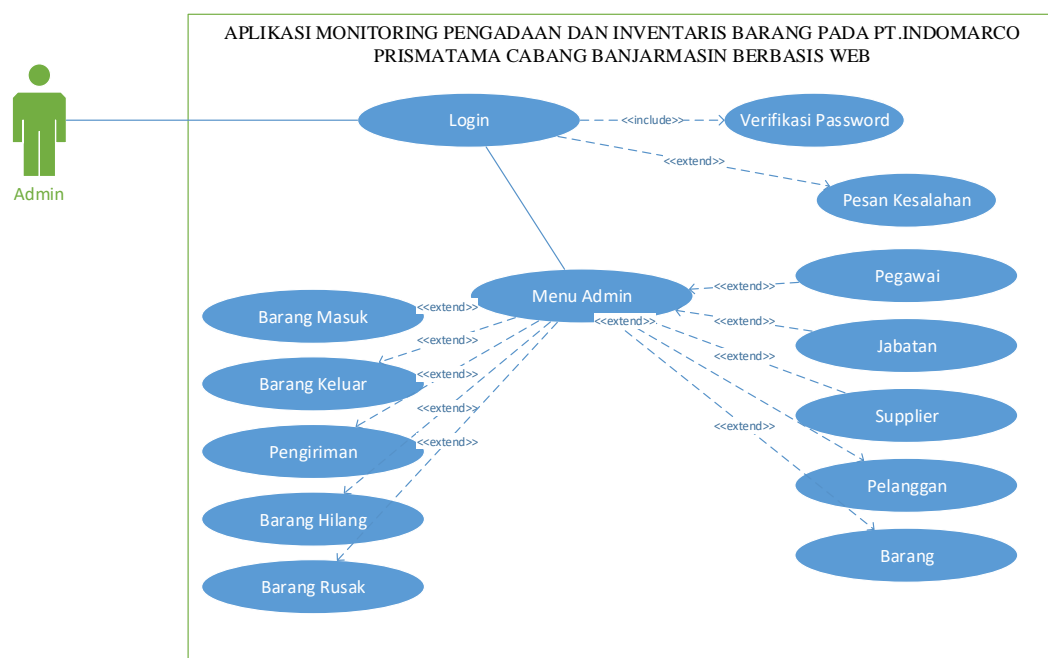 APLIKASI MONITORING PENGADAAN DAN INVENTARIS BARANG PADA PT.INDOMARCO
PRISMATAMA CABANG BANJARMASIN BERBASIS WEB
Admin
Login
<<include>>
Verifikasi Password
<<extend>>
Pesan Kesalahan
Menu Admin
<<extend>>
Pegawai
<<extend>>
Jabatan
<<extend>>
Supplier
<<extend>>
Pelanggan
<<extend>>
Barang
<<extend>>
Barang Masuk
<<extend>>
Barang Keluar
<<extend>>
Pengiriman
<<extend>>
Barang Hilang
<<extend>>
Barang Rusak